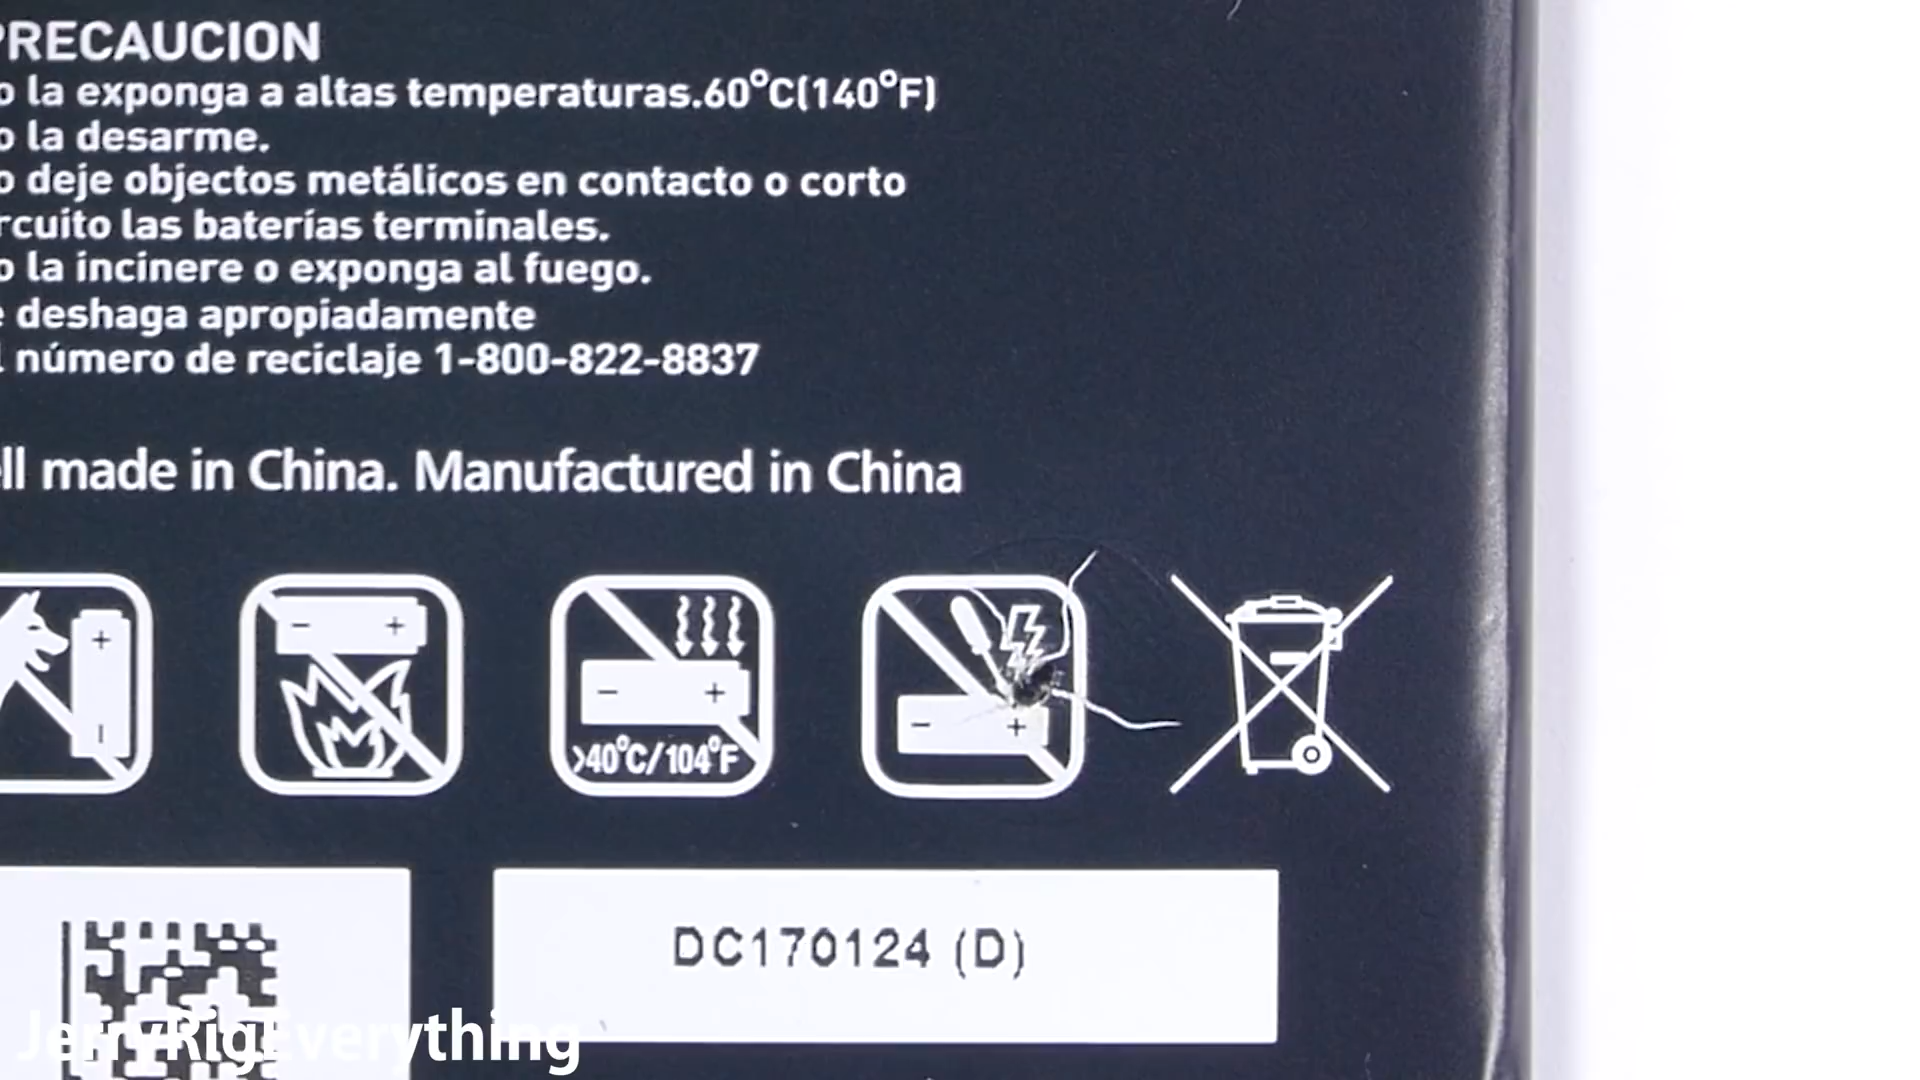 PRECAUCION
o la exponga a altas temperaturas.60°C(140°F)
o la desarme.
o deje objectos metálicos en contacto o corto
rcuito las baterías terminales.
o la incinere o exponga al fuego.
e deshaga apropiadamente
l número de reciclaje 1-800-822-8837
ell made in China. Manufactured in China
>40°C/104°F
DC170124 (D)
JerryRigEverything